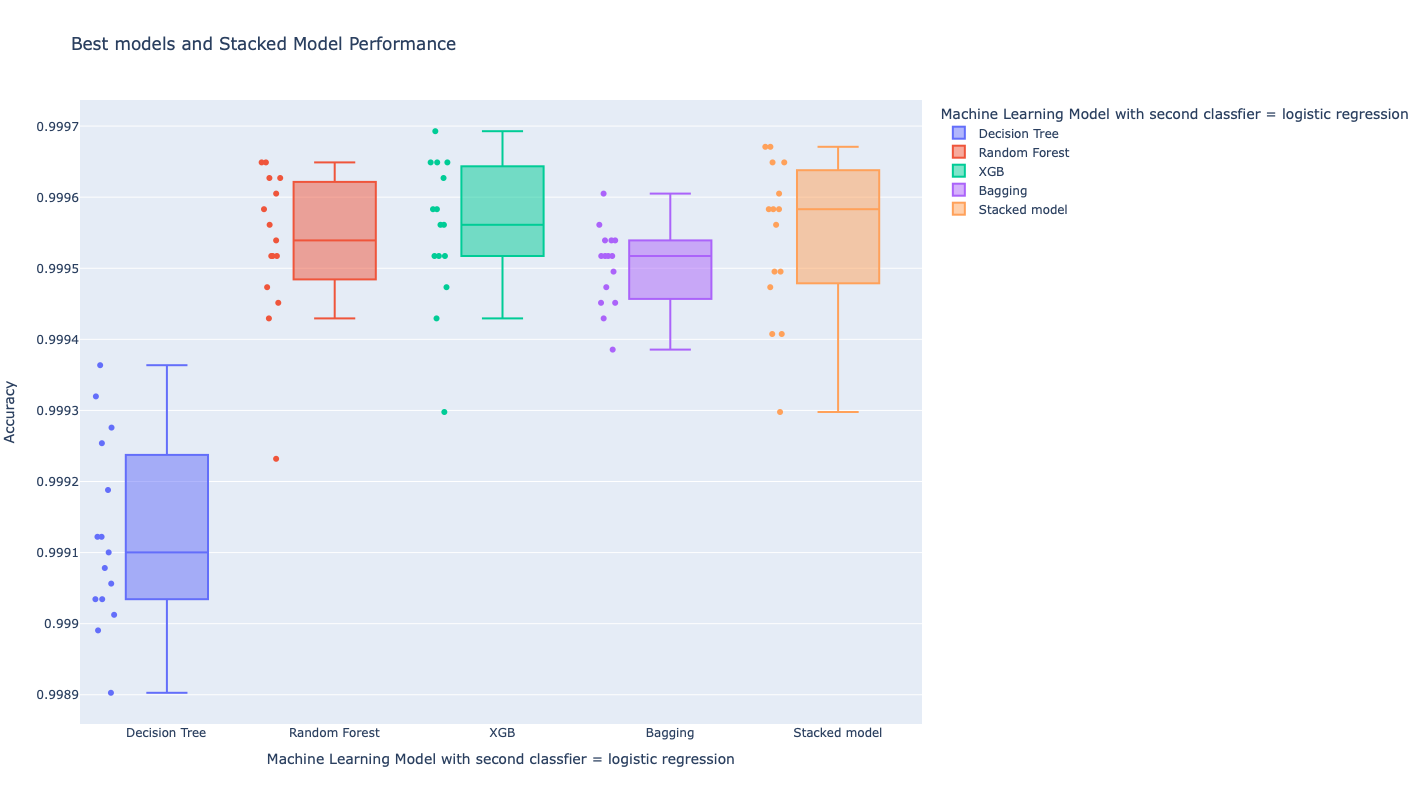 Best models and Stacked Model Performance
Machine Learning Model with second classfier = logistic regression
Decision Tree
Random Forest
XGB
Bagging
Stacked model
Accuracy
0.9997
0.9996
0.9995
0.9994
0.9993
0.9992
0.9991
0.999
0.9989
Decision Tree
Random Forest
XGB
Bagging
Stacked model
Machine Learning Model with second classfier = logistic regression